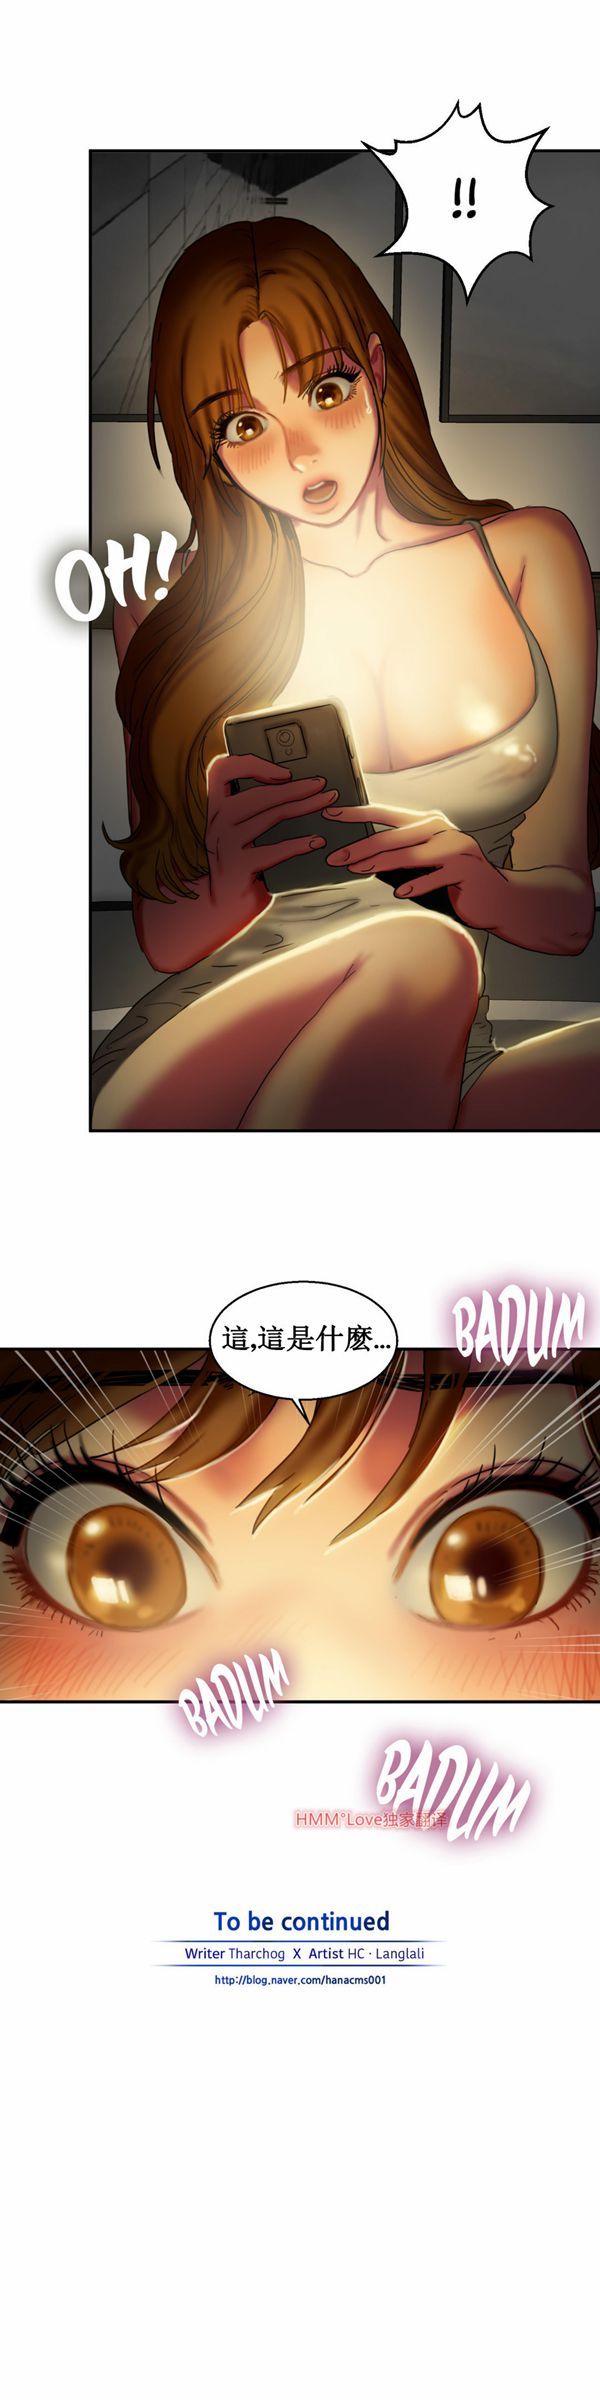 !!
OH!
BADUM
這,這是什麼...
BADUM
BADUM
HMM°Love独家翻译
To be continued
Writer Tharchog X Artist HC · Langlali
http://blog.naver.com/hanacms001